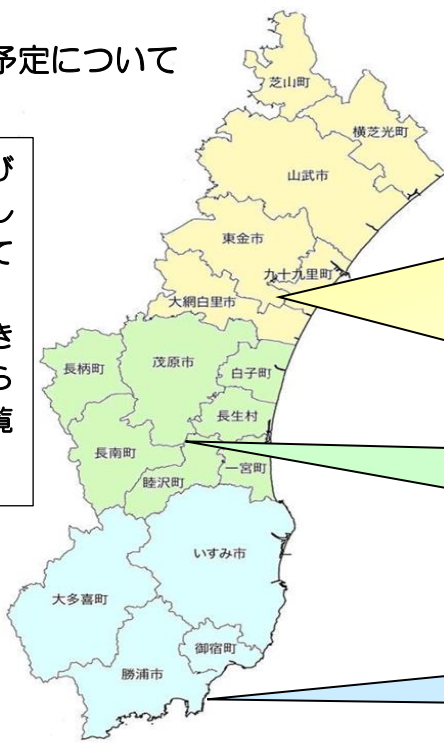 予定について
び
し
て
き
ら
覧
芝山町
横芝光町
山武市
東金市
九十九里町
大網白里市
長柄町
茂原市
白子町
長生村
長南町
一宮町
睦沢町
いすみ市
大多喜町
御宿町
勝浦市